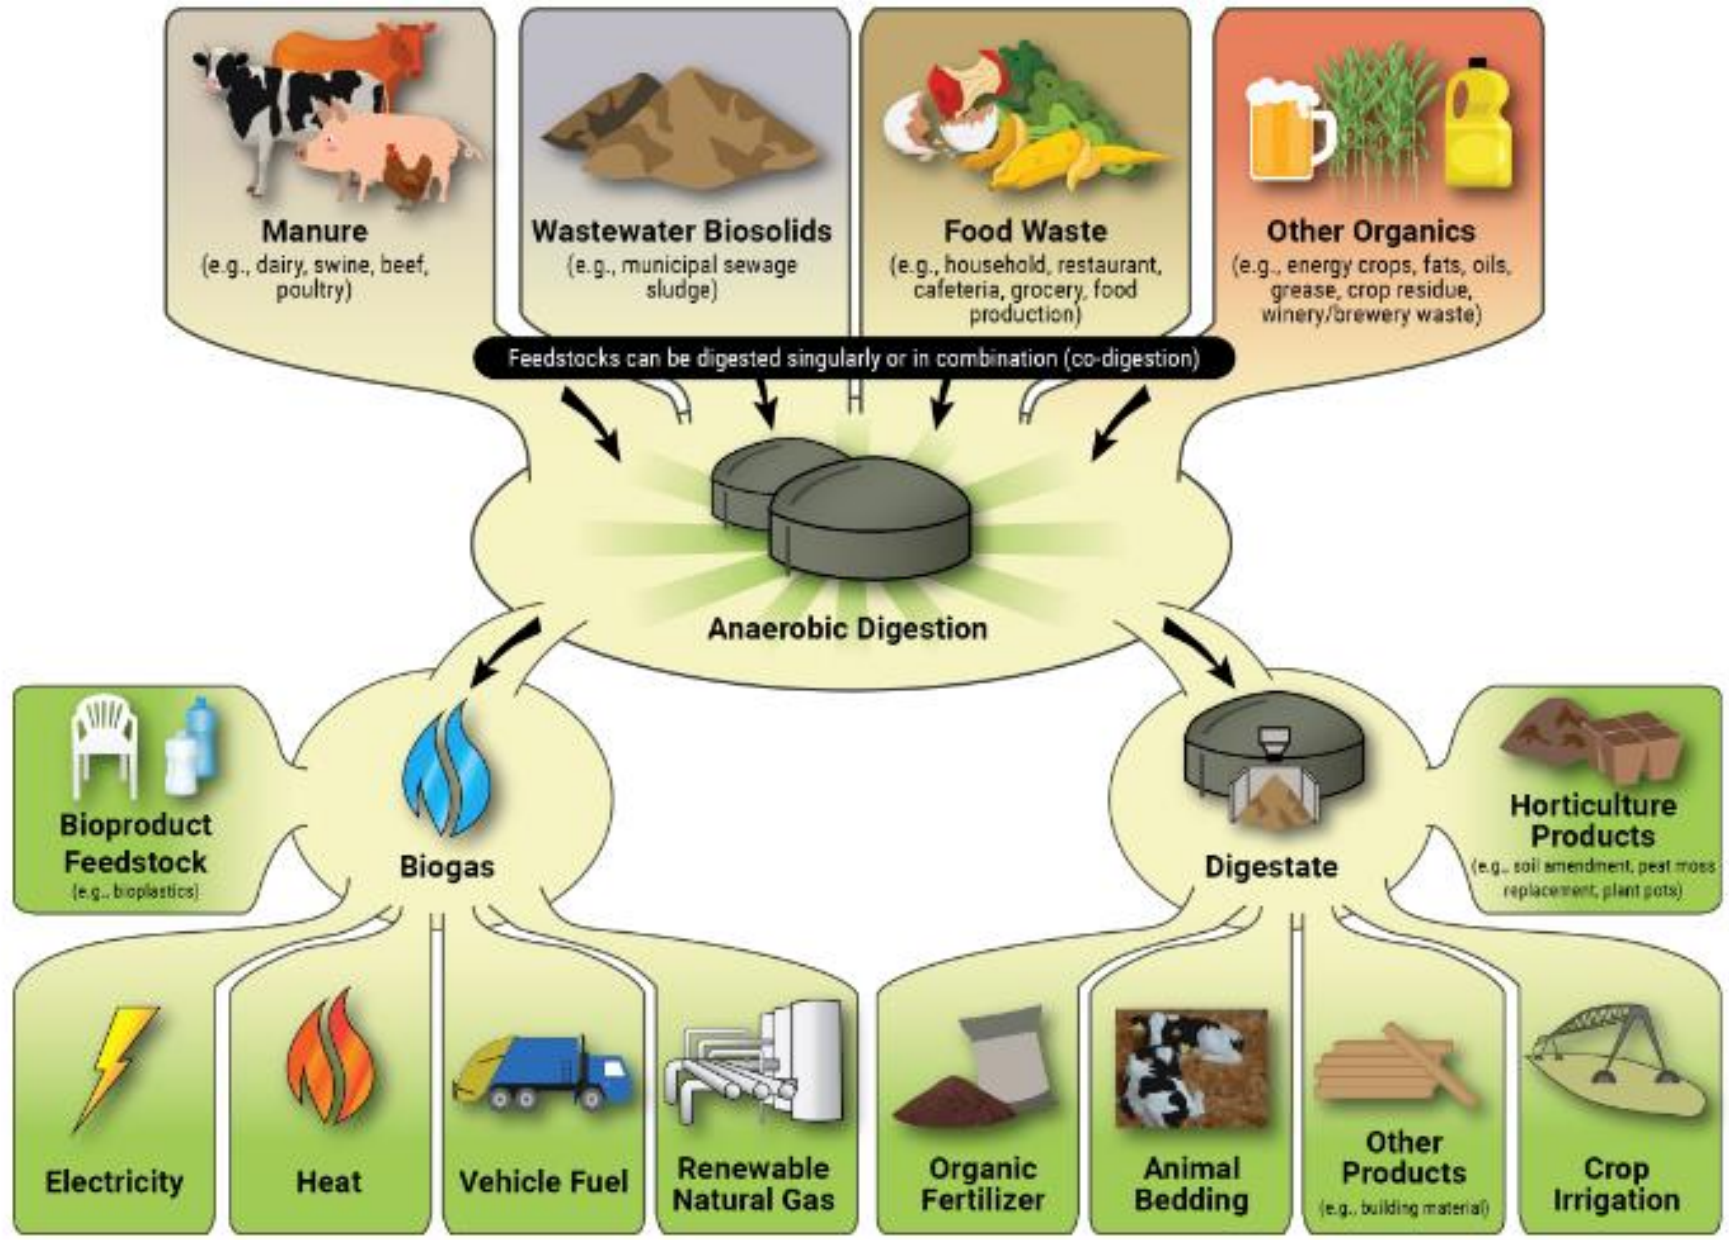 Manure
(e.g., dairy, swine, beef,
poultry)
Wastewater Biosolids
(e.g., municipal sewage
sludge)
Food Waste
(e.g., household, restaurant,
cafeteria, grocery, food
production)
Other Organics
(e.g., energy crops, fats, oils,
grease, crop residue,
winery/brewery waste)
Feedstocks can be digested singularly or in combination (co-digestion)
Anaerobic Digestion
Bioproduct
Feedstock
(e.g., bioplastics)
Biogas
Digestate
Horticulture
Products
(e.g., soil amendment, peat moss
replacement, plant pots)
Electricity
Heat
Vehicle Fuel
Renewable
Natural Gas
Organic
Fertilizer
Animal
Bedding
Other
Products
(e.g., building material)
Crop
Irrigation